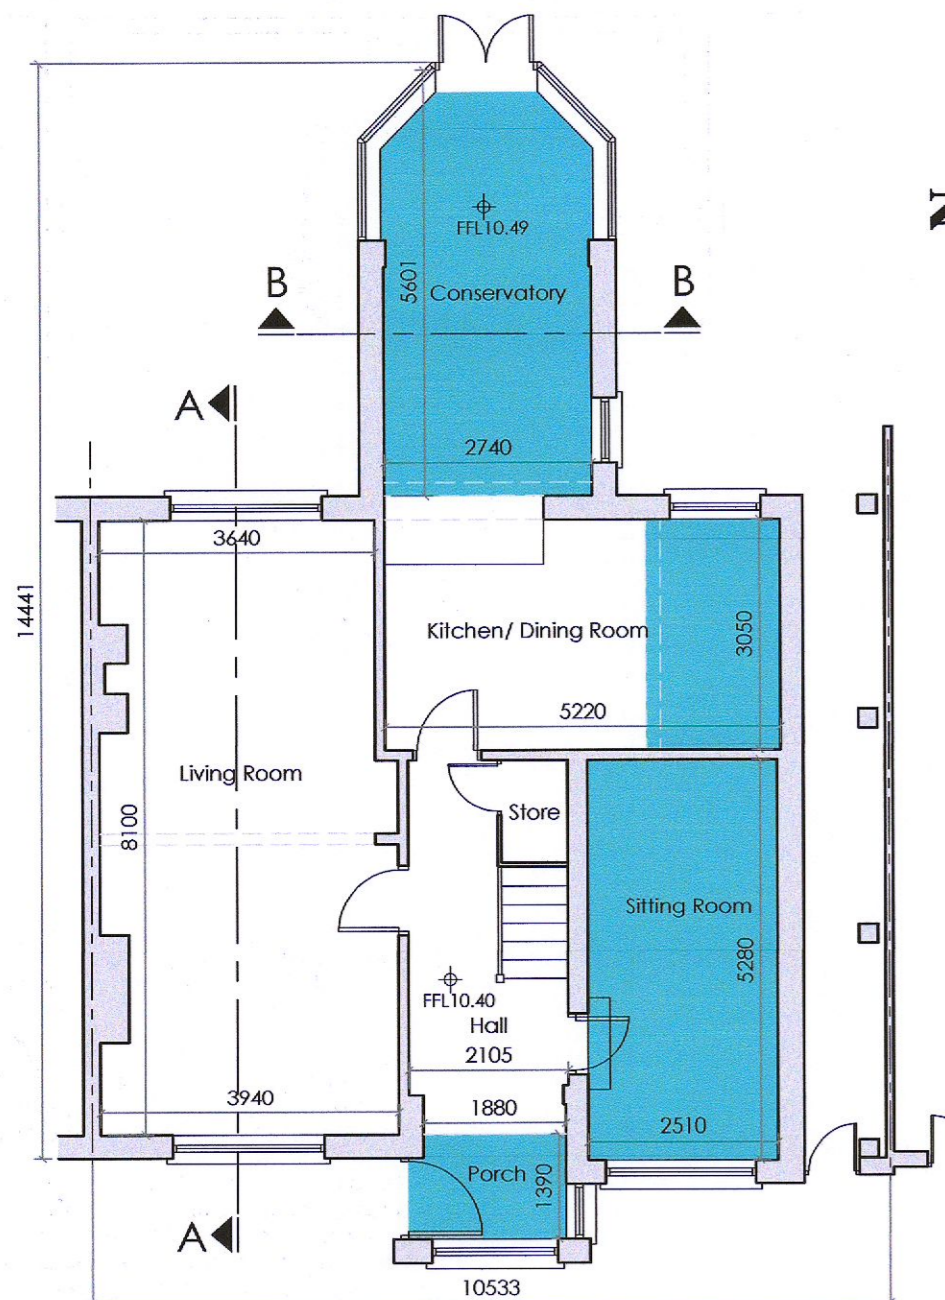 N
FFL10.49
5601
Conservatory
B
B
A
2740
3640
14441
Kitchen/ Dining Room
3050
5220
Living Room
8100
Store
Sitting Room
5280
FFL10.40
Hall
2105
3940
1880
2510
Porch
1390
A
10533